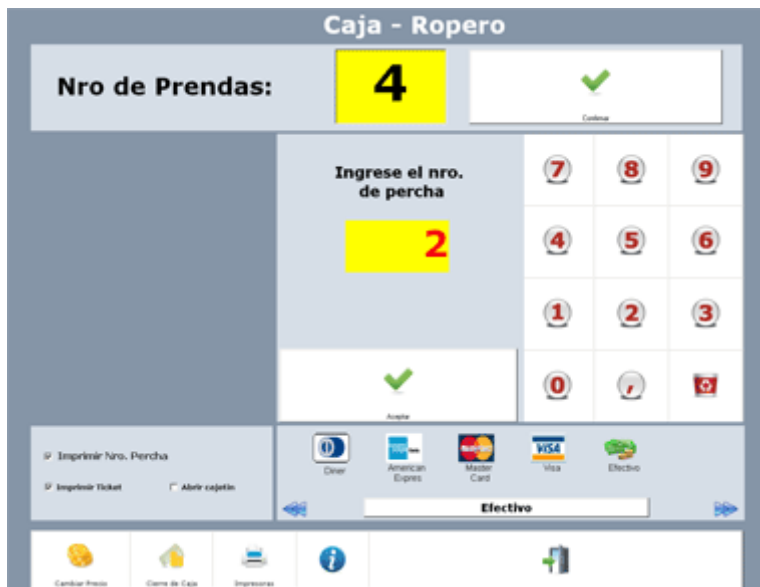 Caja - Ropero
Nro de Prendas:
4
Continuar
Ingrese el nro.
de percha
2
7 8 9
4 5 6
1 2 3
0 ,
Aceptar
Imprimir Nro. Percha
Imprimir Ticket
Abrir cajetin
Diner
American
Expres
Master
Card
VISA
Visa
Efectivo
Efectivo
Cambiar Precio
Cierre de Caja
Impresoras